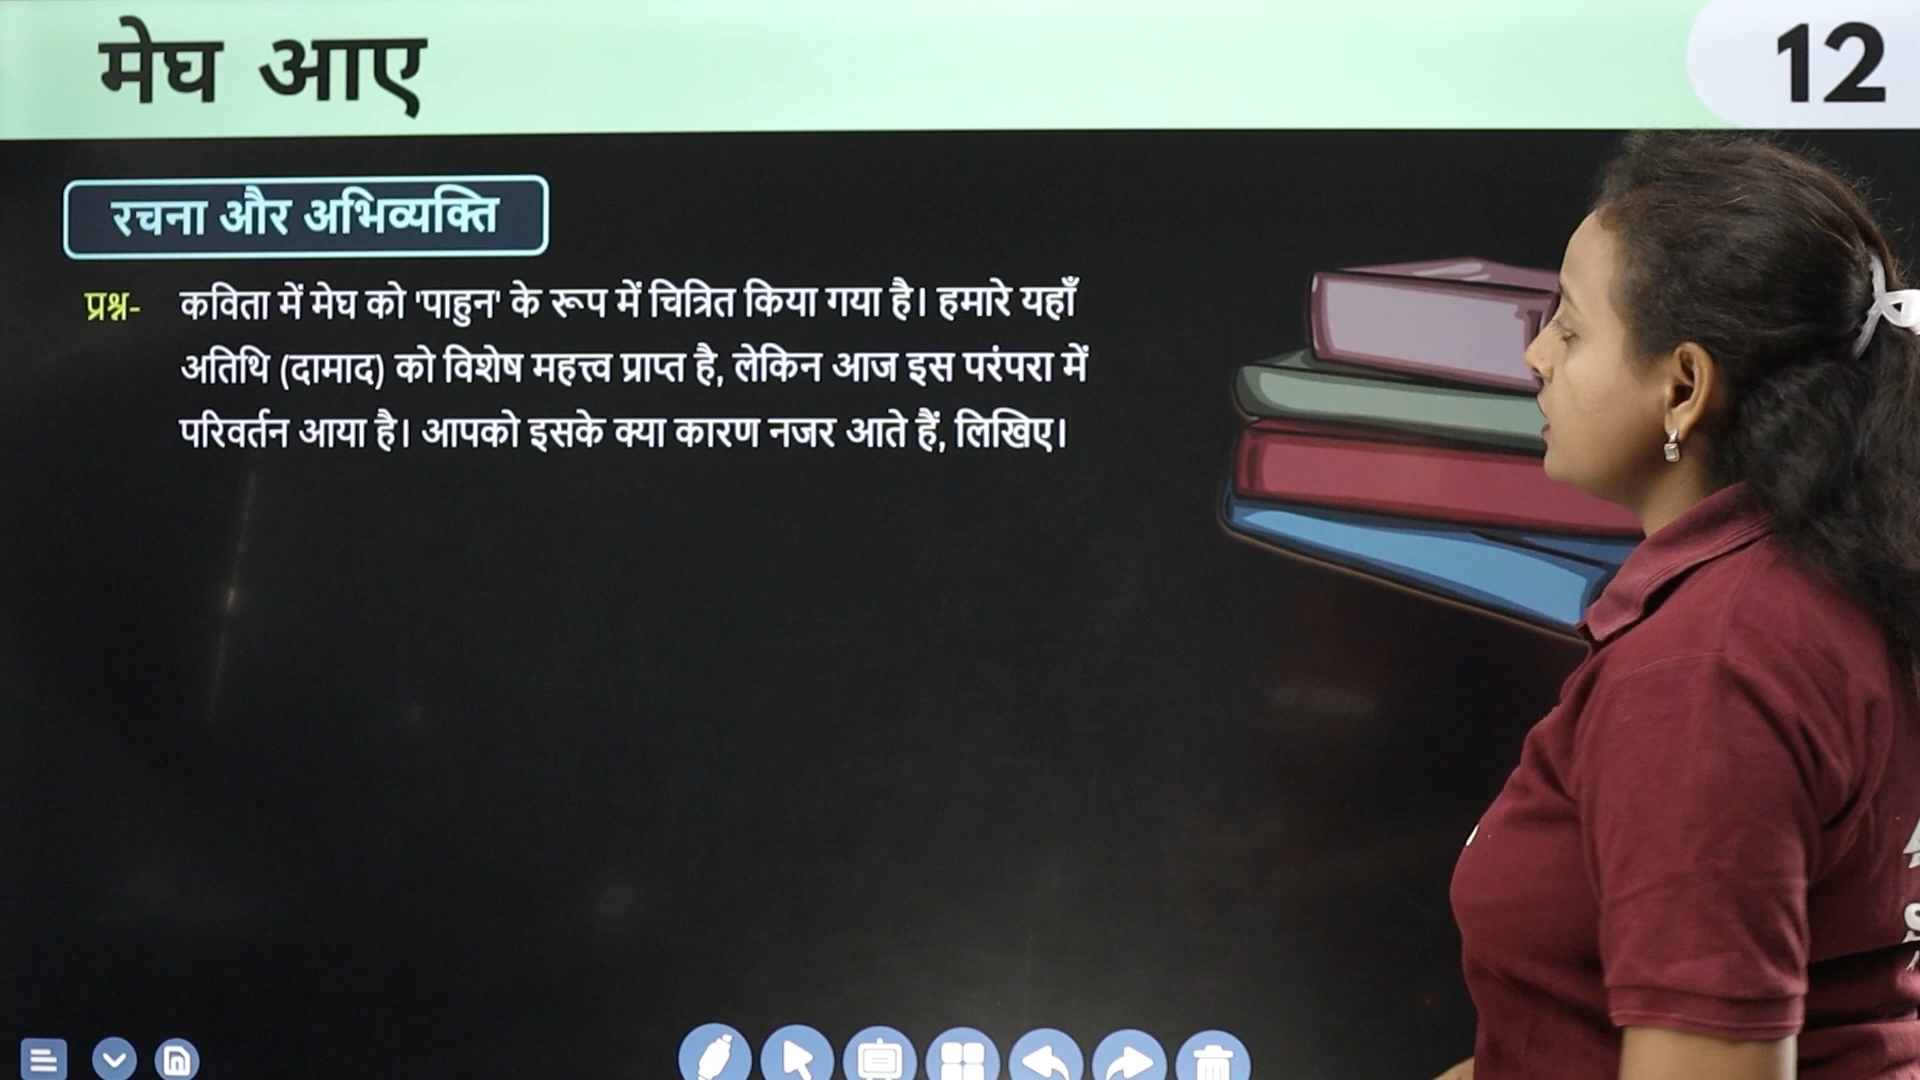 मेघ आए
12
रचना और अभिव्यक्ति
प्रश्न- कविता में मेघ को 'पाहुन' के रूप में चित्रित किया गया है। हमारे यहाँ
अतिथि (दामाद) को विशेष महत्त्व प्राप्त है, लेकिन आज इस परंपरा में
परिवर्तन आया है। आपको इसके क्या कारण नजर आते हैं, लिखिए।